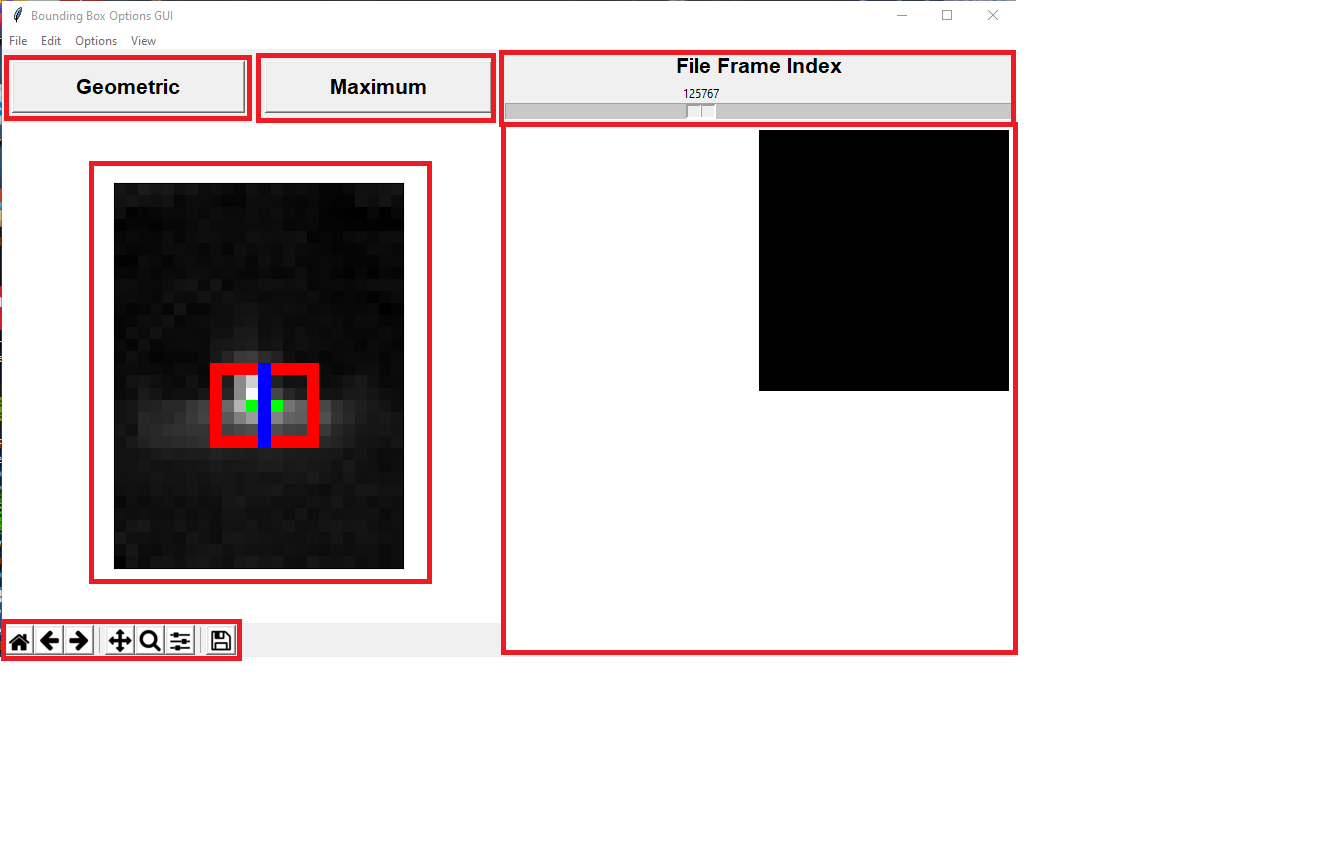 Bounding Box Options GUI
File Edit Options View
Geometric
Maximum
File Frame Index
125767